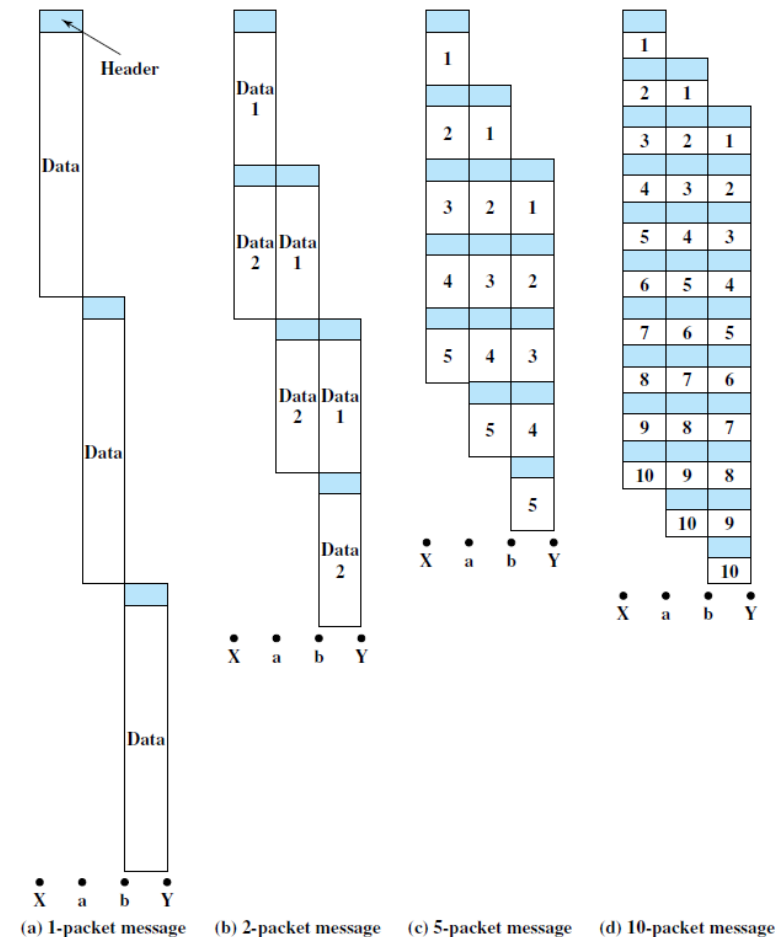 Header
Data
Data
Data
X a b Y
(a) 1-packet message
Data
1
Data Data
2 1
Data Data
2 1
Data
2
X a b Y
(b) 2-packet message
1
2 1
3 2 1
4 3 2
5 4 3
5 4
5
X a b Y
(c) 5-packet message
1
2 1
3 2 1
4 3 2
5 4 3
6 5 4
7 6 5
8 7 6
9 8 7
10 9 8
10 9
10
X a b Y
(d) 10-packet message